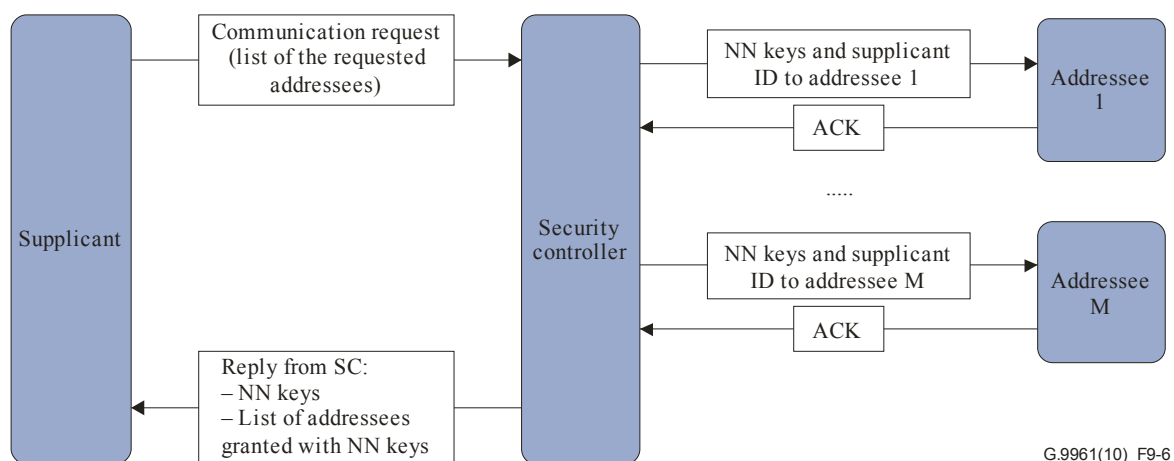 Supplicant
Communication request
(list of the requested
addressees)
Security
controller
NN keys and supplicant
ID to addressee 1
Addressee
1
ACK
.....
NN keys and supplicant
ID to addressee M
Addressee
M
ACK
Reply from SC:
– NN keys
– List of addressees
granted with NN keys
G.9961(10)_F9-6